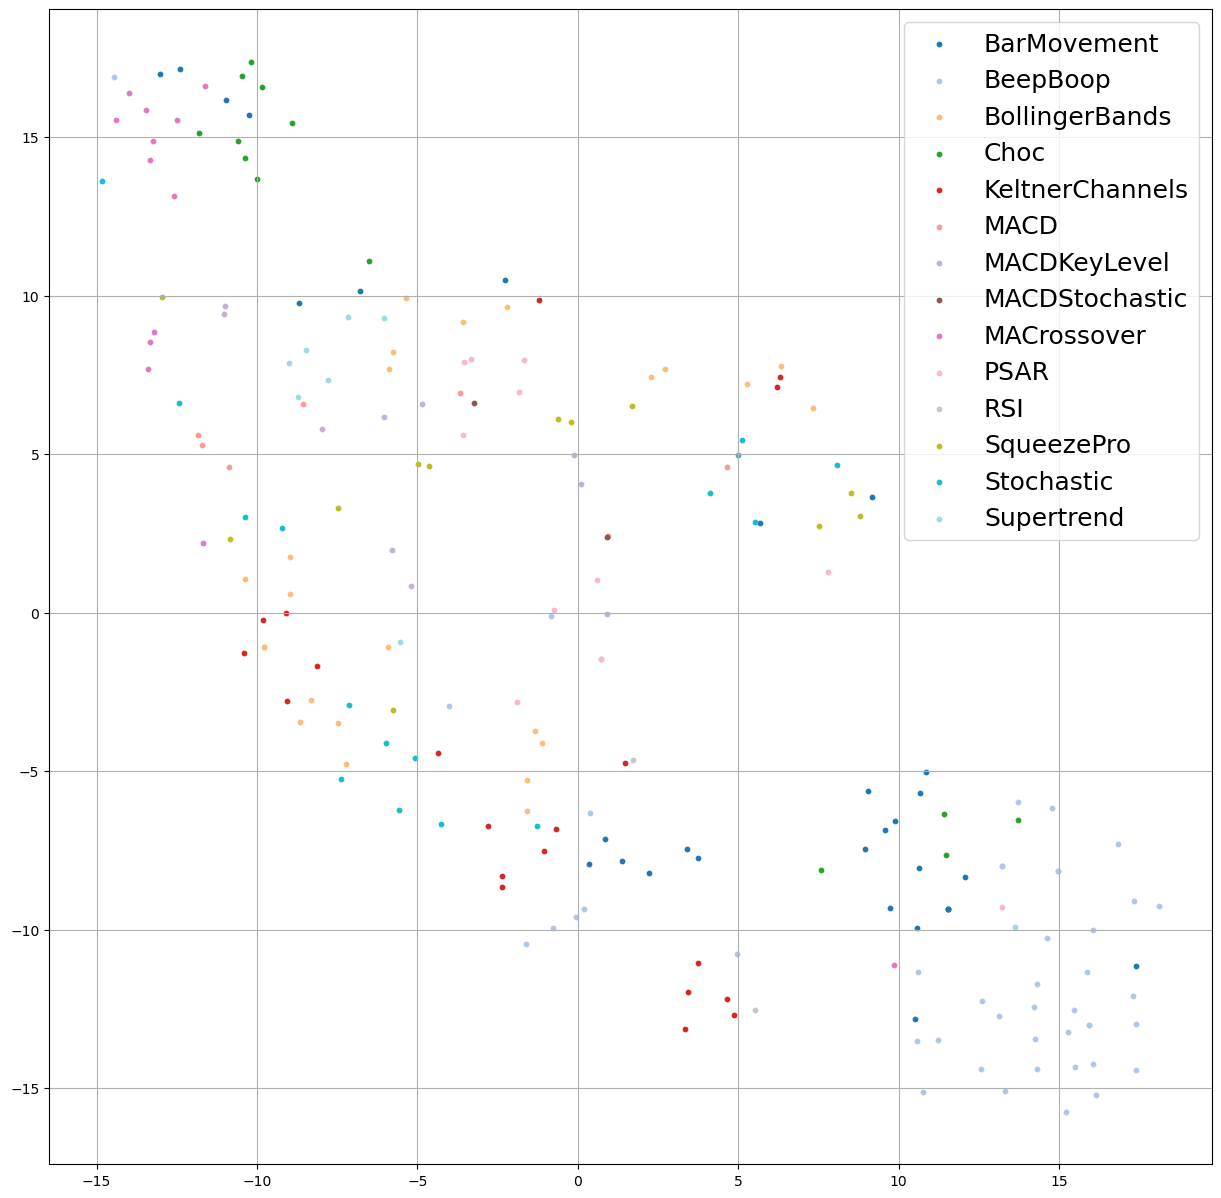 BarMovement
BeepBoop
BollingerBands
Choc
KeltnerChannels
MACD
MACDKeyLevel
MACDStochastic
MACrossover
PSAR
RSI
SqueezePro
Stochastic
Supertrend
15
10
5
0
−5
−10
−15
−15 −10 −5 0 5 10 15